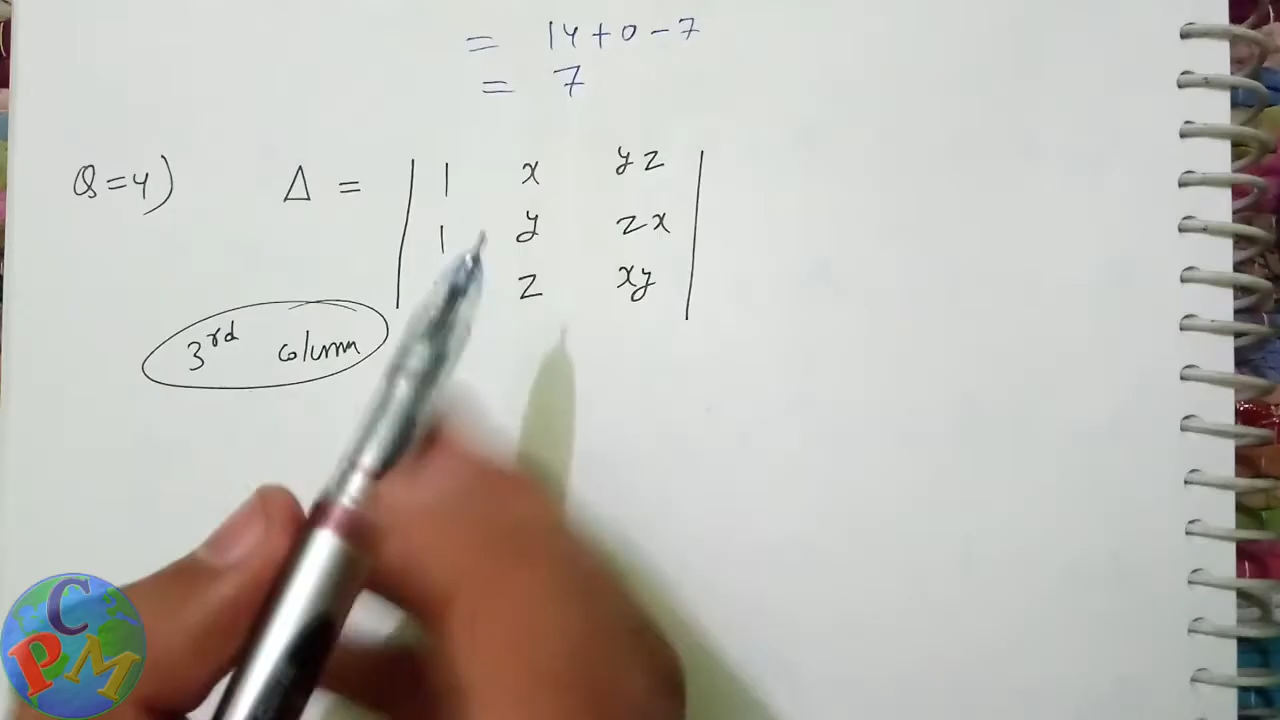 = 14+0-7
= 7
Q=4) Δ = | 1 x yz |
1 y zx
z xy
3rd column
CPM